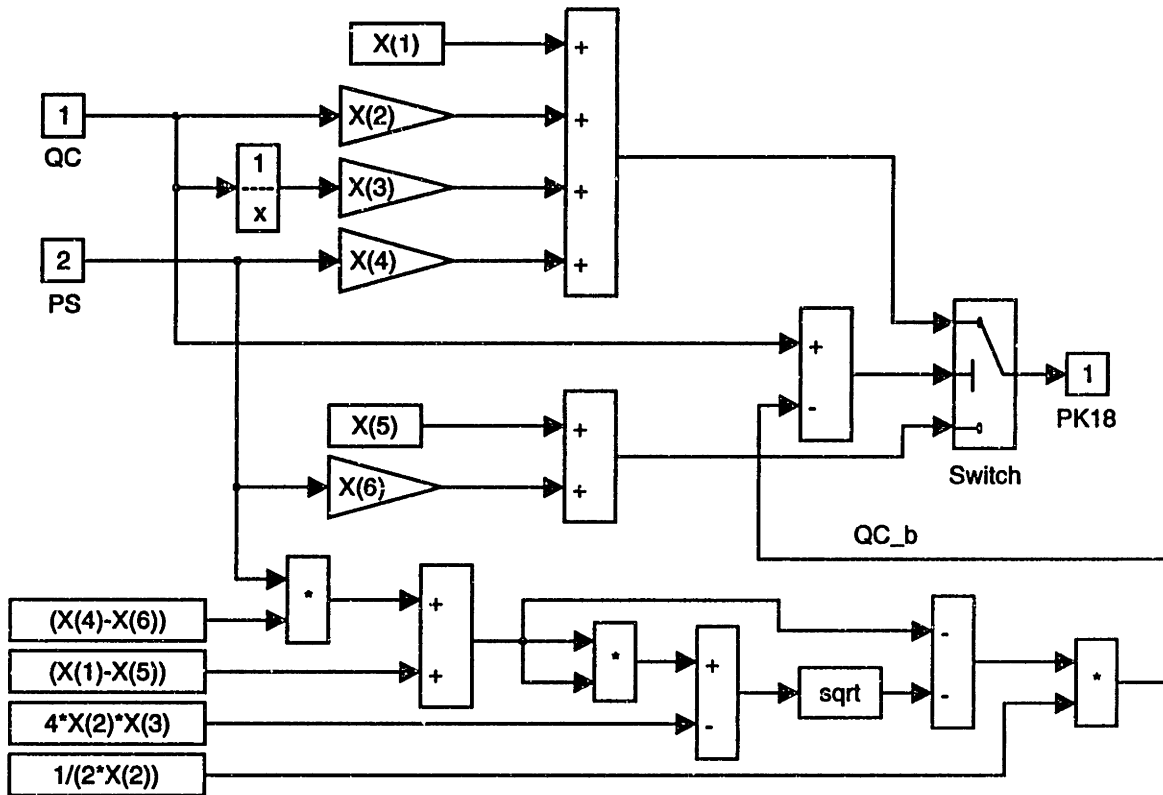 X(1)
+
1
QC
X(2)
+
1
----
x
X(3)
+
2
PS
X(4)
+
+
-
1
PK18
Switch
X(5)
+
X(6)
+
QC_b
*
+
(X(4)-X(6))
(X(1)-X(5))
+
4*X(2)*X(3)
1/(2*X(2))
*
+
-
sqrt
-
-
*